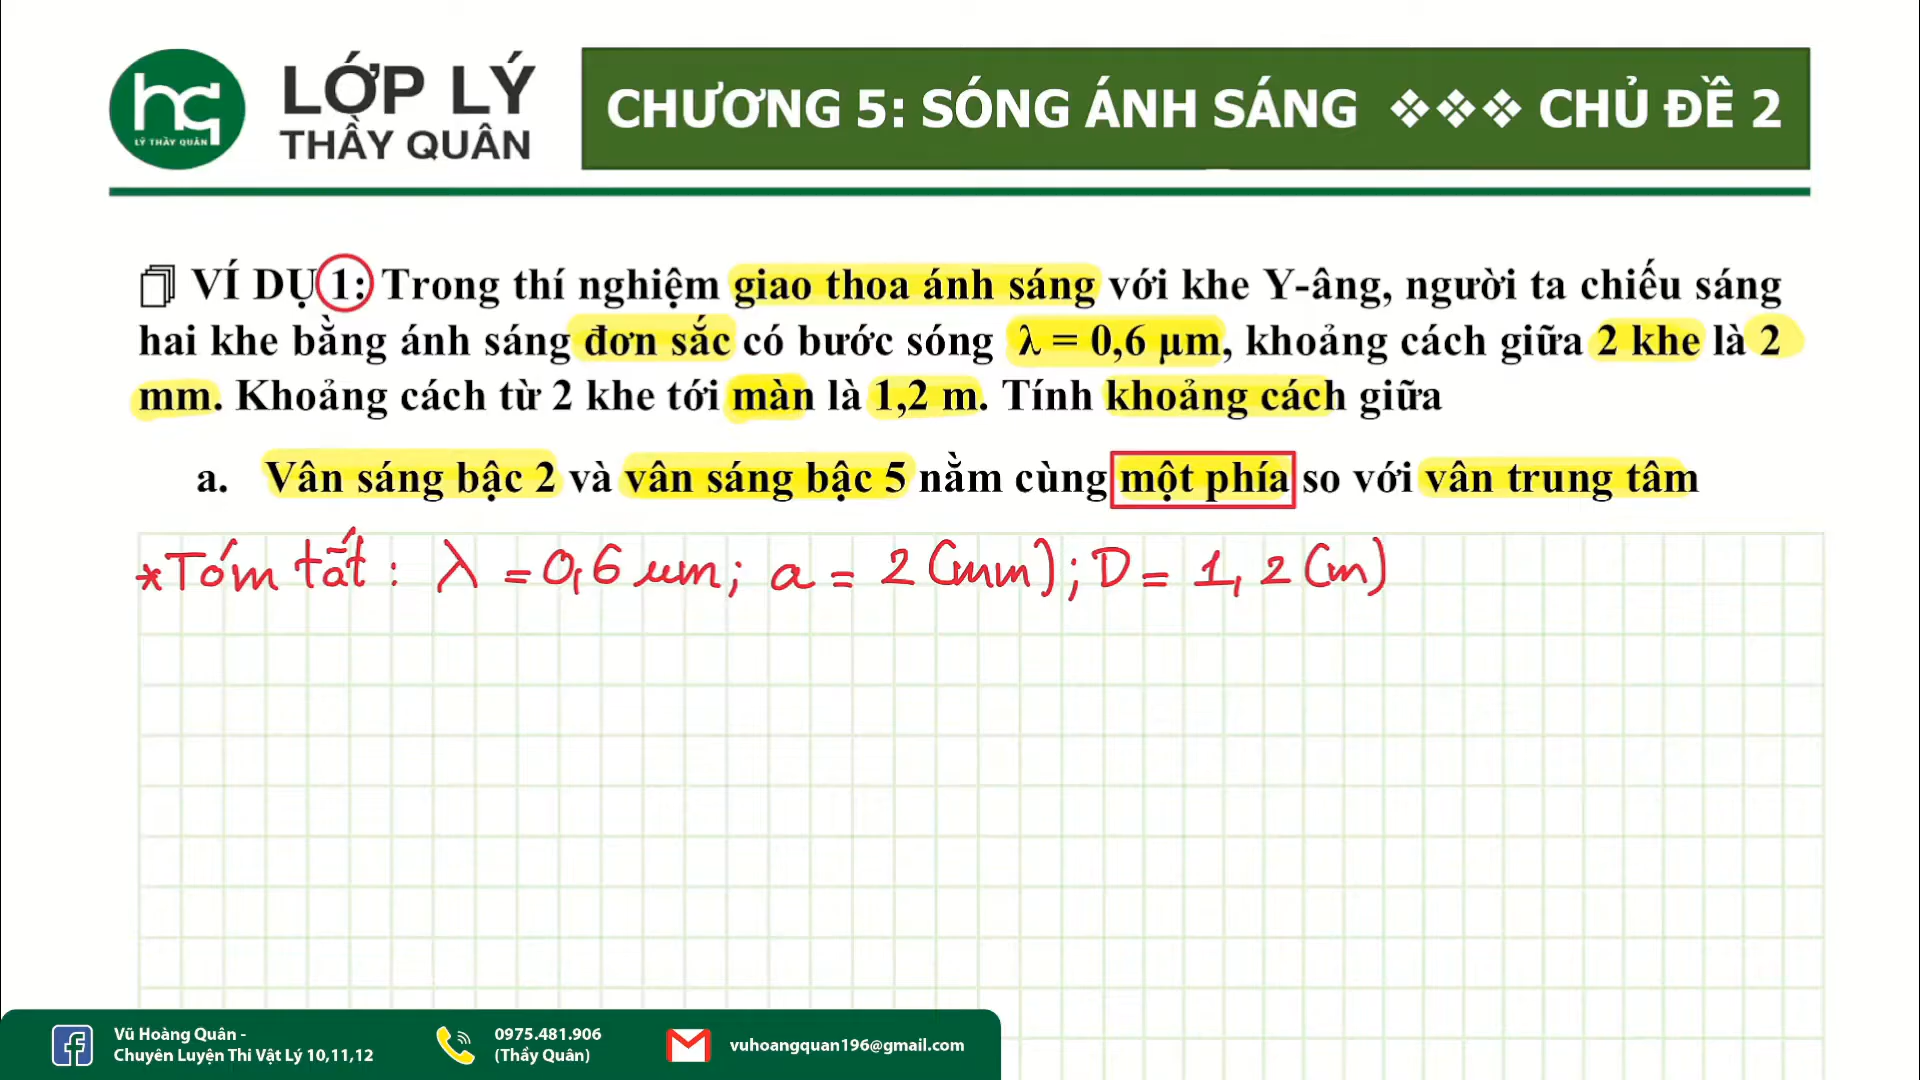 hq
LÝ THẦY QUÂN
LỚP LÝ
THẦY QUÂN
CHƯƠNG 5: SÓNG ÁNH SÁNG ❖❖❖ CHỦ ĐỀ 2
VÍ DỤ 1: Trong thí nghiệm giao thoa ánh sáng với khe Y-âng, người ta chiếu sáng
hai khe bằng ánh sáng đơn sắc có bước sóng λ = 0,6 μm, khoảng cách giữa 2 khe là 2
mm. Khoảng cách từ 2 khe tới màn là 1,2 m. Tính khoảng cách giữa
a. Vân sáng bậc 2 và vân sáng bậc 5 nằm cùng một phía so với vân trung tâm
*Tóm tắt: λ = 0,6 μm; a = 2 (mm); D = 1,2 (m)
Vũ Hoàng Quân -
Chuyên Luyện Thi Vật Lý 10,11,12
0975.481.906
(Thầy Quân)
vuhoangquan196@gmail.com